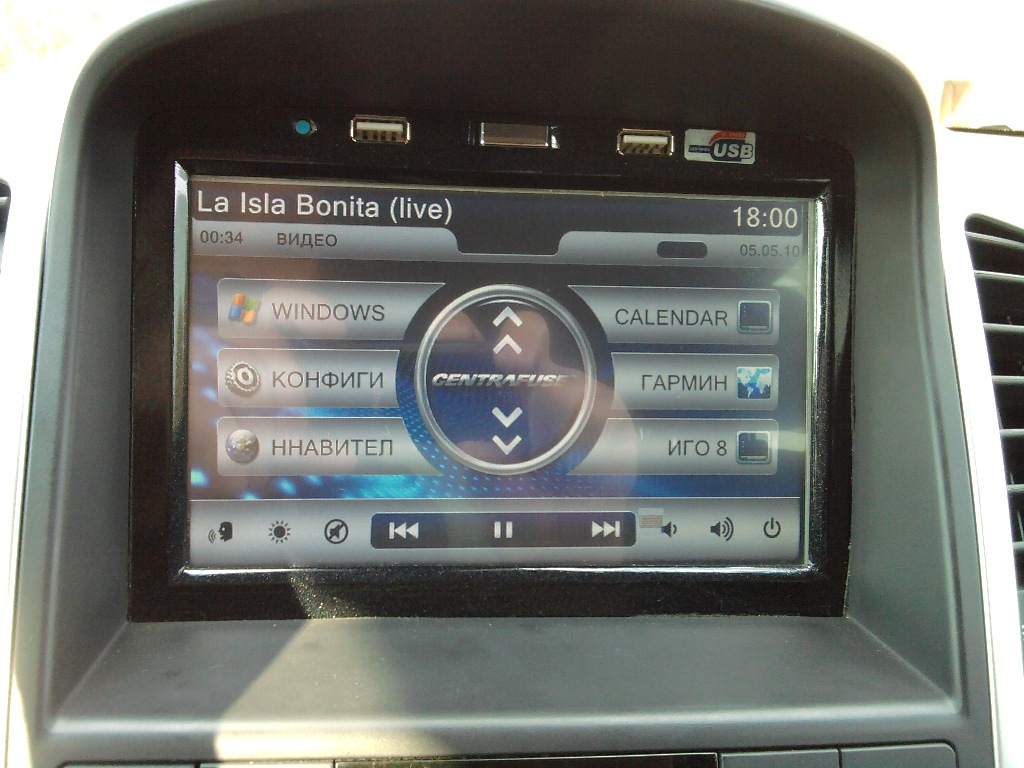 USB
La Isla Bonita (live)
18:00
00:34 ВИДЕО
05.05.10
WINDOWS
CALENDAR
КОНФИГИ
CENTRAFUSE
ГАРМИН
ННАВИТЕЛ
ИГО 8